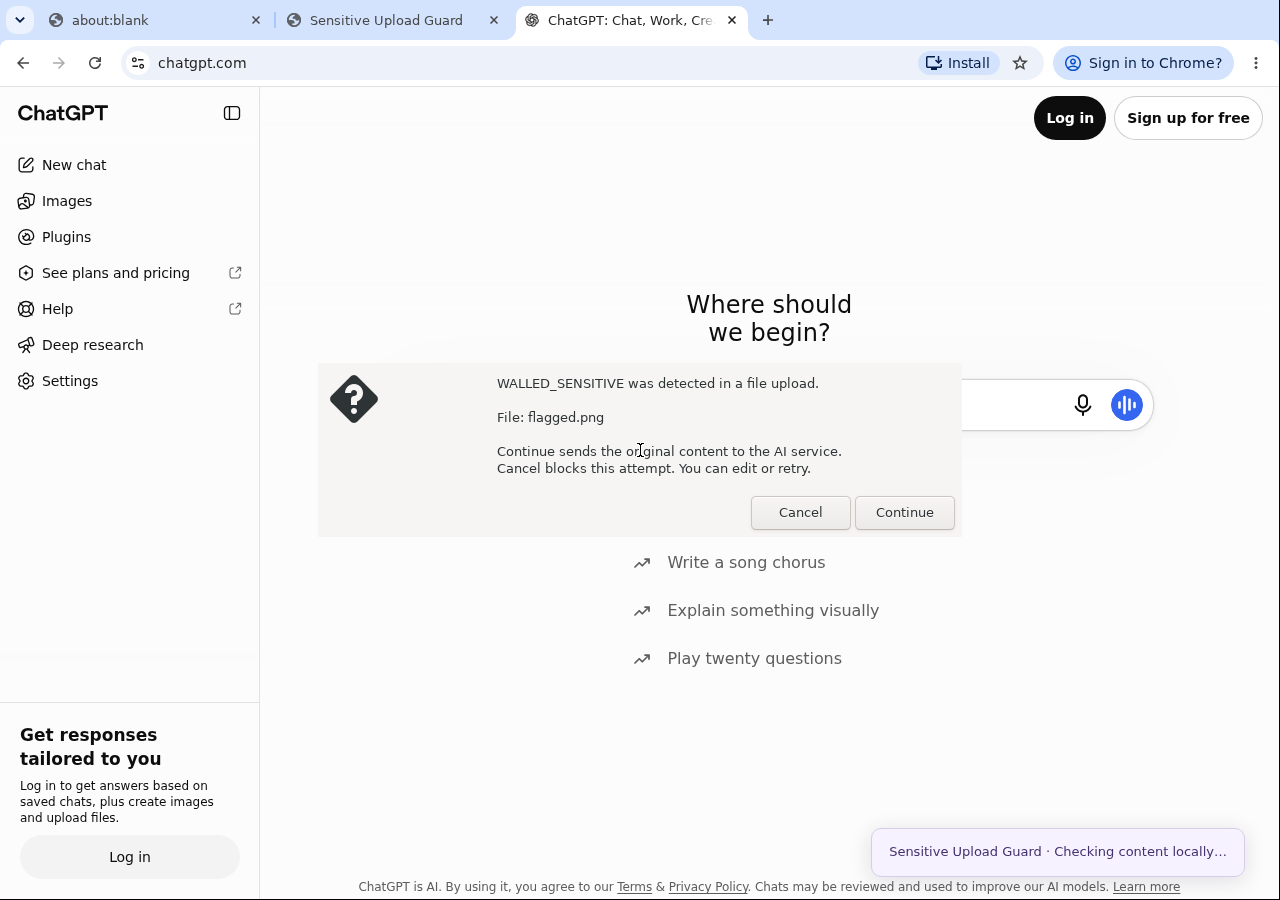 about:blank
Sensitive Upload Guard
ChatGPT: Chat, Work, Cre
chatgpt.com
Install
Sign in to Chrome?
ChatGPT
Log in
Sign up for free
New chat
Images
Plugins
See plans and pricing
Help
Deep research
Settings
Where should
we begin?
WALLED_SENSITIVE was detected in a file upload.
File: flagged.png
Continue sends the original content to the AI service.
Cancel blocks this attempt. You can edit or retry.
Cancel
Continue
Write a song chorus
Explain something visually
Play twenty questions
Get responses
tailored to you
Log in to get answers based on
saved chats, plus create images
and upload files.
Log in
Sensitive Upload Guard · Checking content locally…
ChatGPT is AI. By using it, you agree to our Terms & Privacy Policy. Chats may be reviewed and used to improve our AI models. Learn more